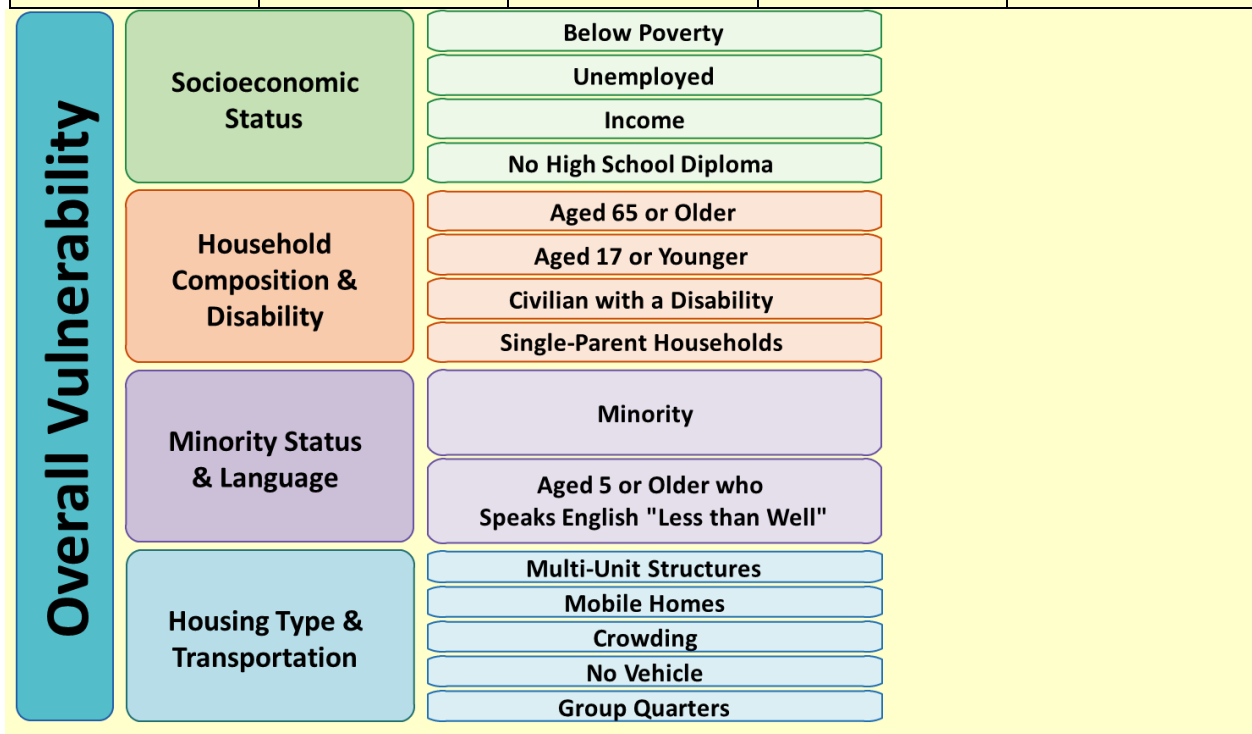 Overall Vulnerability
Socioeconomic
Status
Below Poverty
Unemployed
Income
No High School Diploma
Household
Composition &
Disability
Aged 65 or Older
Aged 17 or Younger
Civilian with a Disability
Single-Parent Households
Minority Status
& Language
Minority
Aged 5 or Older who
Speaks English "Less than Well"
Housing Type &
Transportation
Multi-Unit Structures
Mobile Homes
Crowding
No Vehicle
Group Quarters